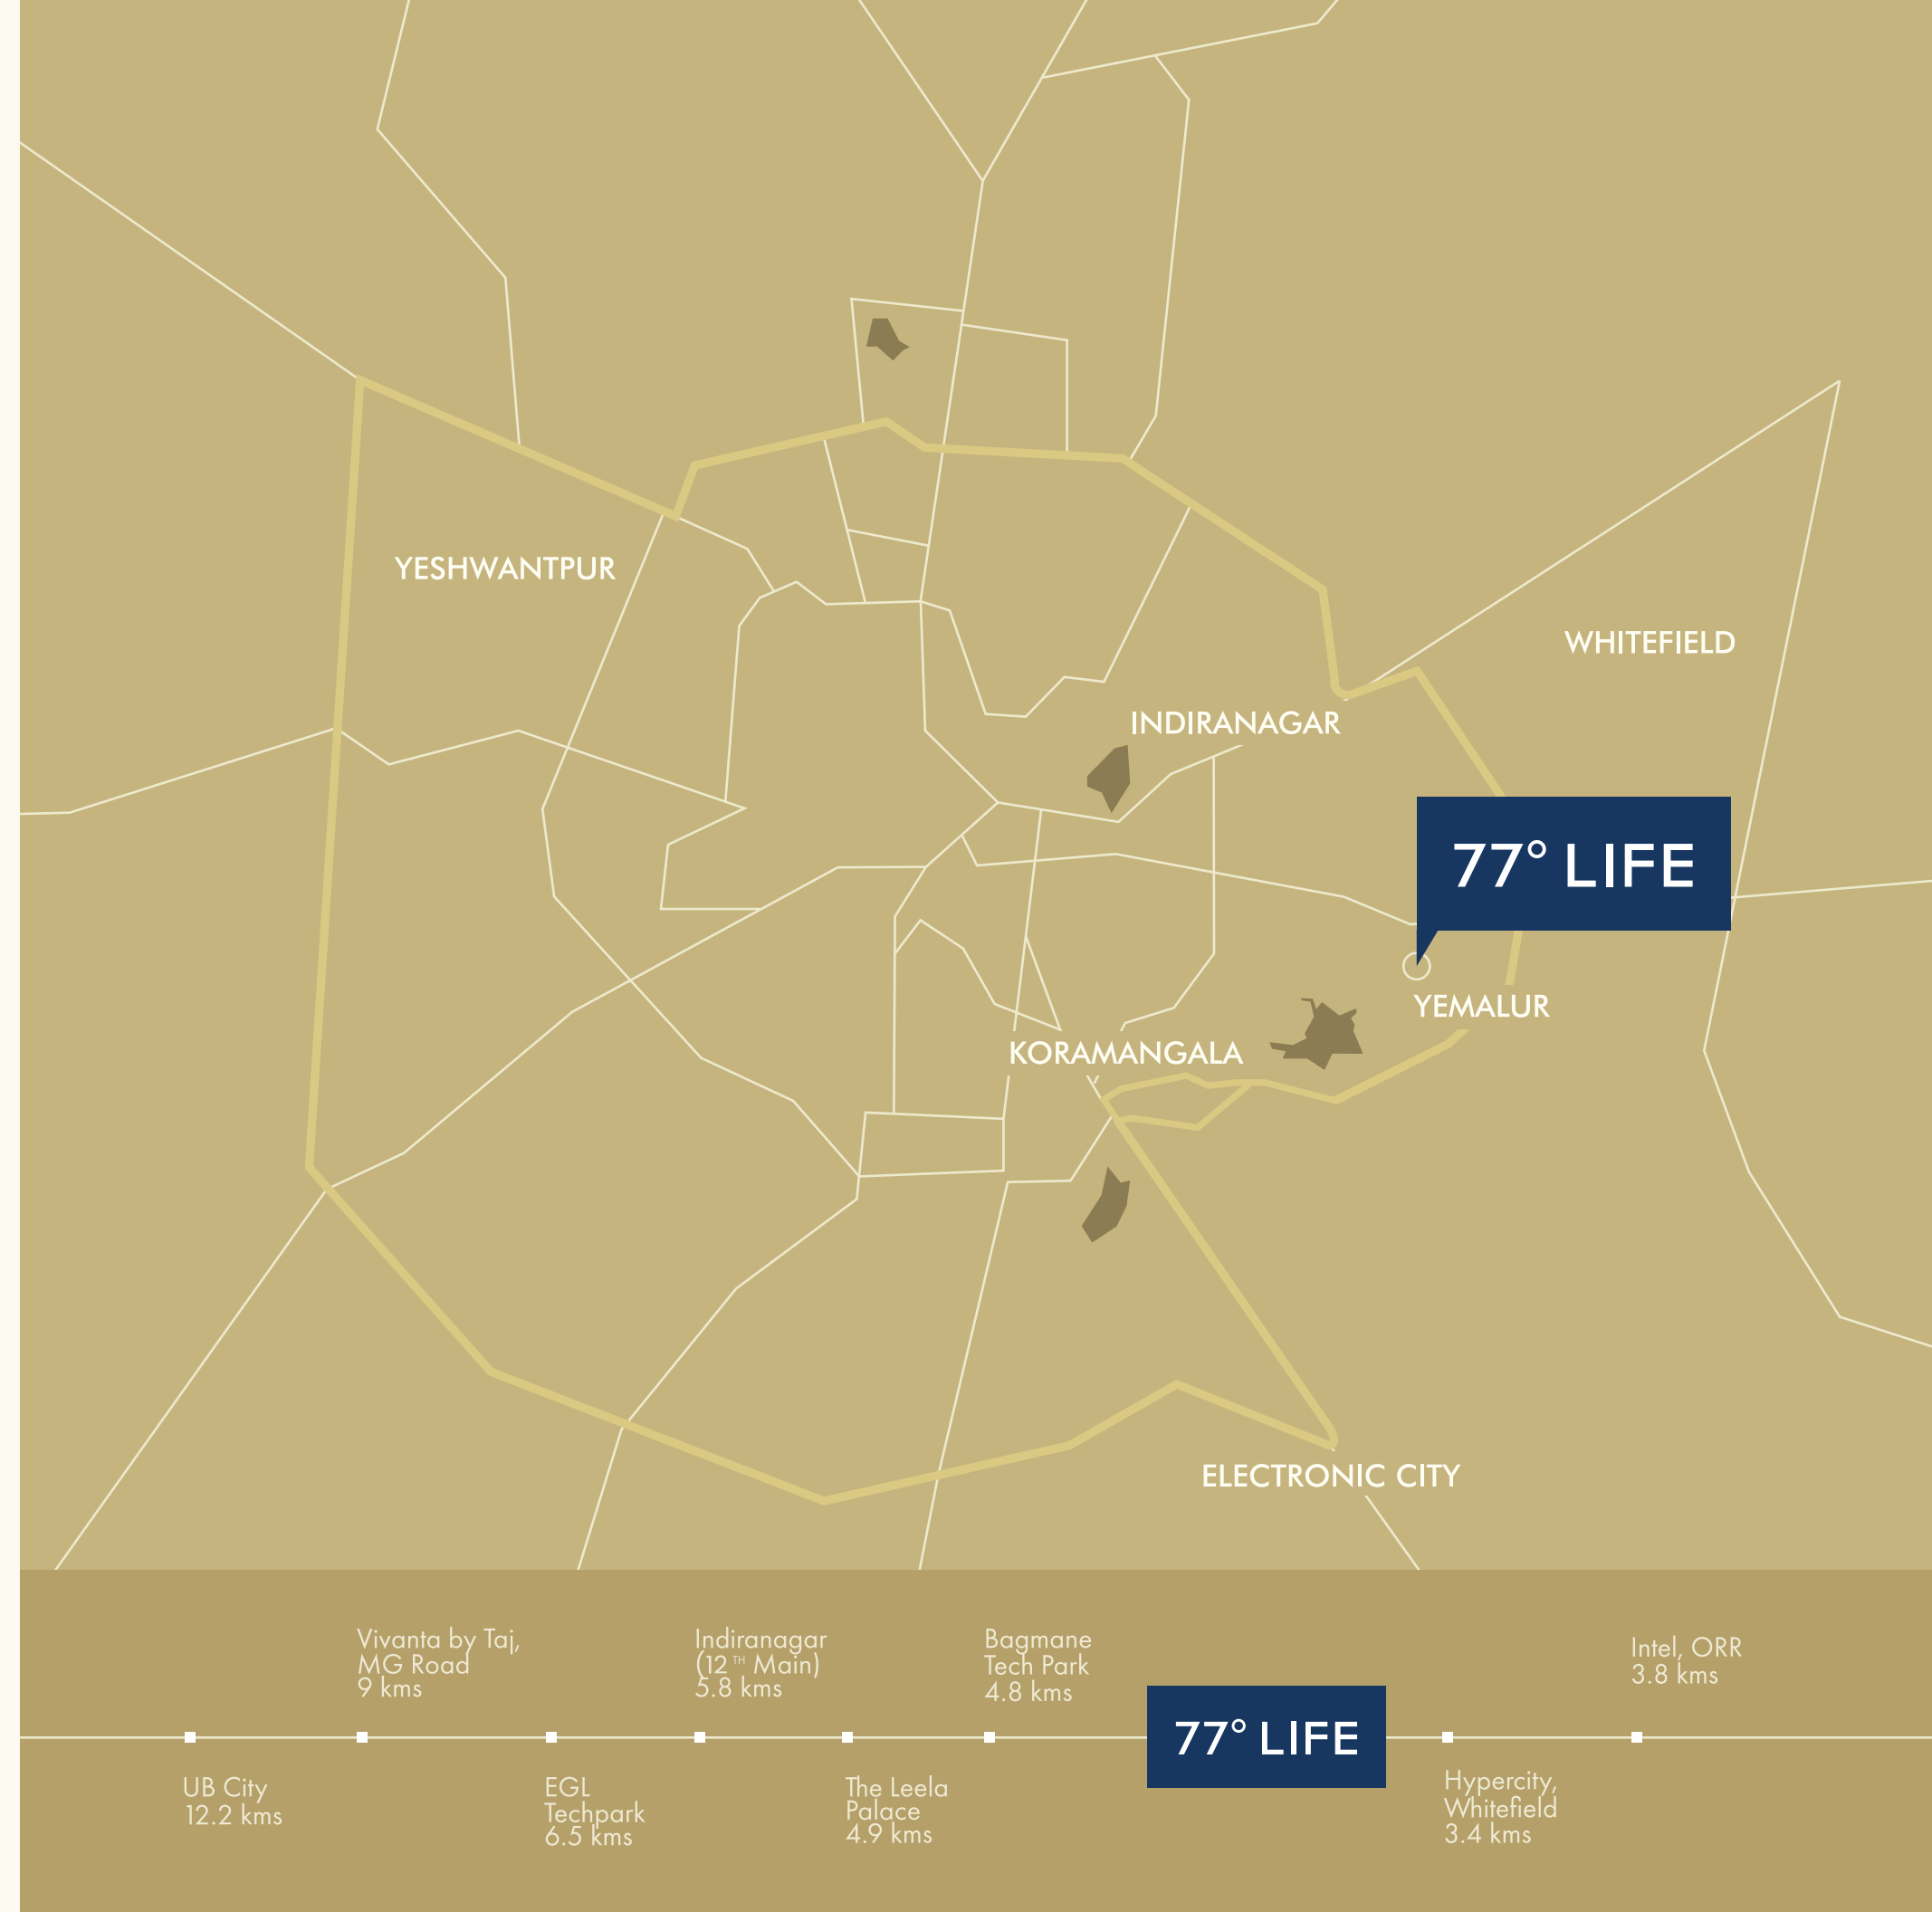 YESHWANTPUR
WHITEFIELD
INDIRANAGAR
77° LIFE
YEMALUR
KORAMANGALA
ELECTRONIC CITY
Vivanta by Taj,
MG Road
9 kms
Indiranagar
(12 TH Main)
5.8 kms
Bagmane
Tech Park
4.8 kms
Intel, ORR
3.8 kms
77° LIFE
UB City
12.2 kms
EGL
Techpark
6.5 kms
The Leela
Palace
4.9 kms
Hypercity,
Whitefield
3.4 kms